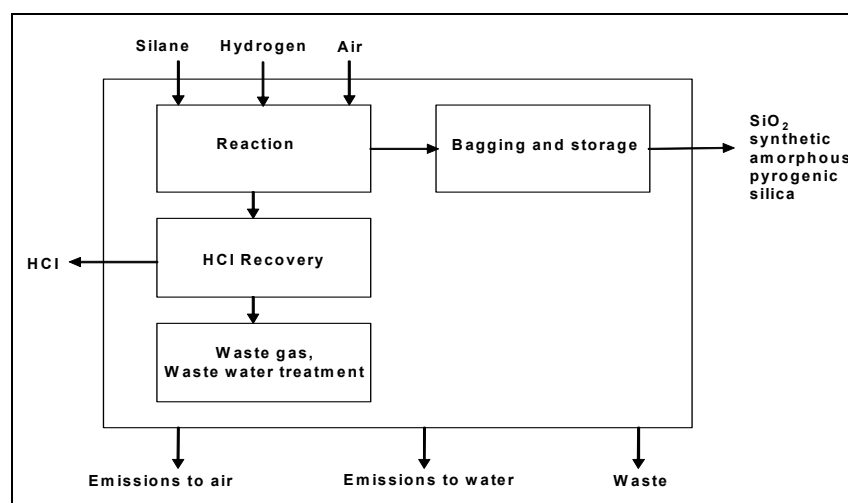 Silane Hydrogen Air
Reaction
Bagging and storage
SiO₂
synthetic
amorphous
pyrogenic
silica
HCl Recovery
HCl
Waste gas,
Waste water treatment
Emissions to air Emissions to water Waste